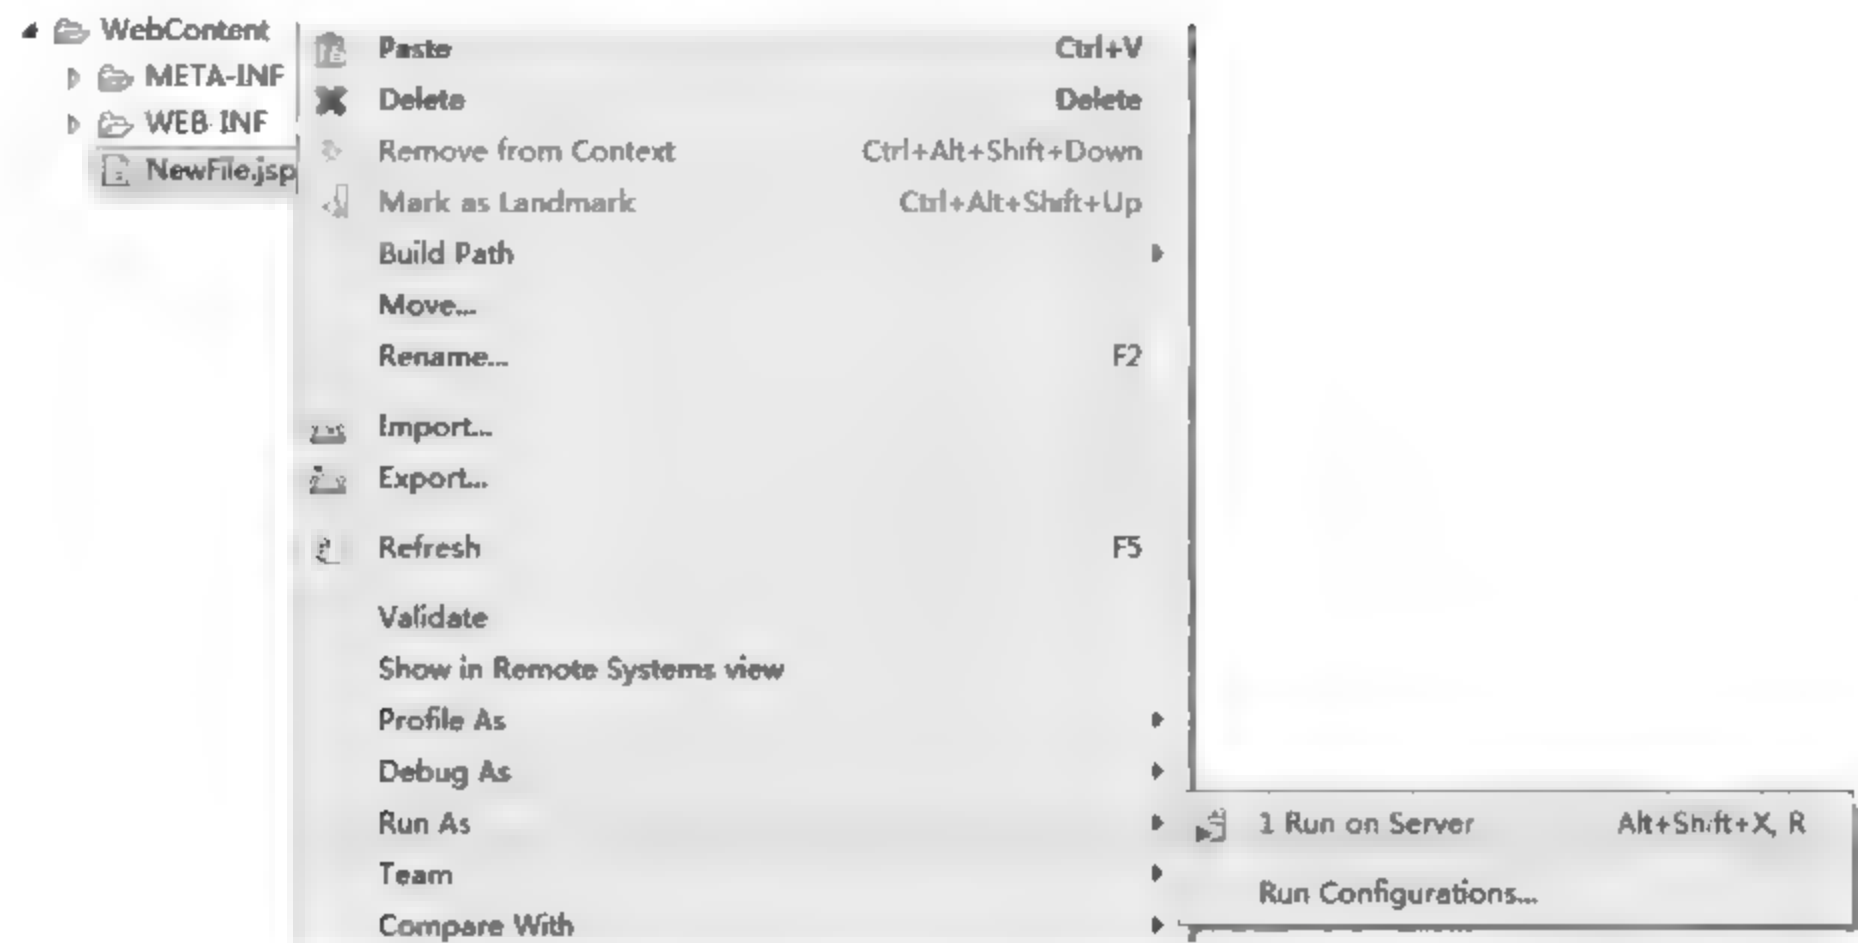 WebContent
META-INF
WEB-INF
NewFile.jsp
Paste Ctrl+V
Delete Delete
Remove from Context Ctrl+Alt+Shift+Down
Mark as Landmark Ctrl+Alt+Shift+Up
Build Path
Move...
Rename... F2
Import...
Export...
Refresh F5
Validate
Show in Remote Systems view
Profile As
Debug As
Run As
1 Run on Server Alt+Shift+X, R
Team
Run Configurations...
Compare With